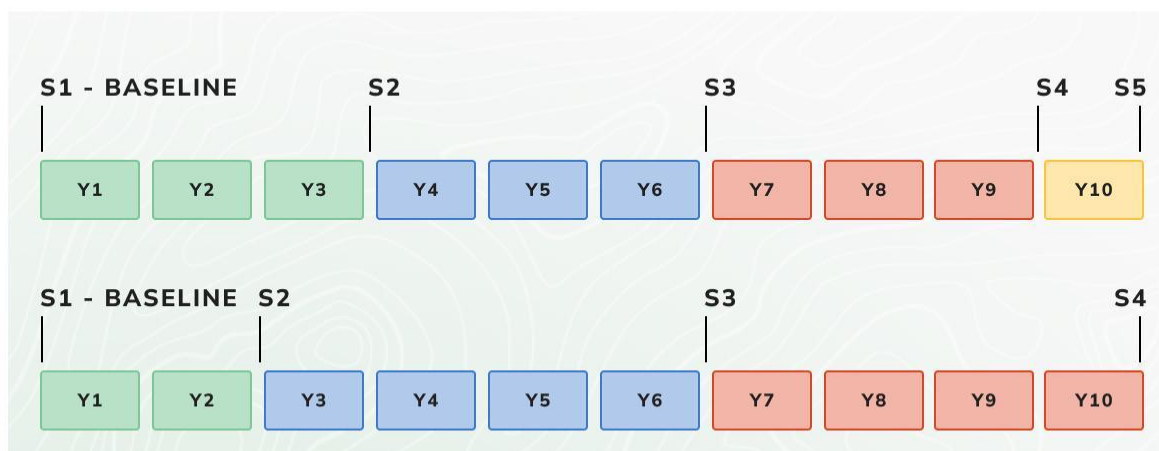 S1 - BASELINE S2 S3 S4 S5
Y1 Y2 Y3 Y4 Y5 Y6 Y7 Y8 Y9 Y10
S1 - BASELINE S2 S3 S4
Y1 Y2 Y3 Y4 Y5 Y6 Y7 Y8 Y9 Y10